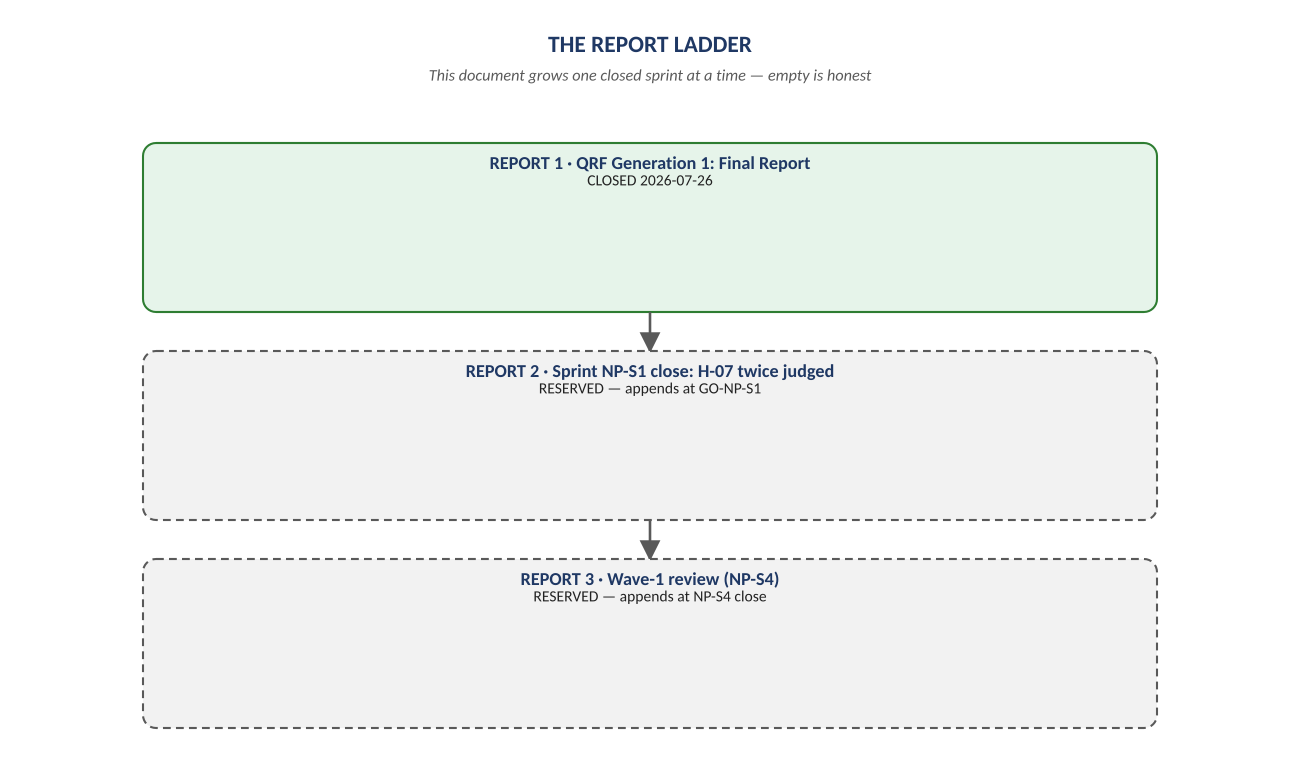 THE REPORT LADDER
This document grows one closed sprint at a time — empty is honest
REPORT 1 · QRF Generation 1: Final Report
CLOSED 2026-07-26
REPORT 2 · Sprint NP-S1 close: H-07 twice judged
RESERVED — appends at GO-NP-S1
REPORT 3 · Wave-1 review (NP-S4)
RESERVED — appends at NP-S4 close